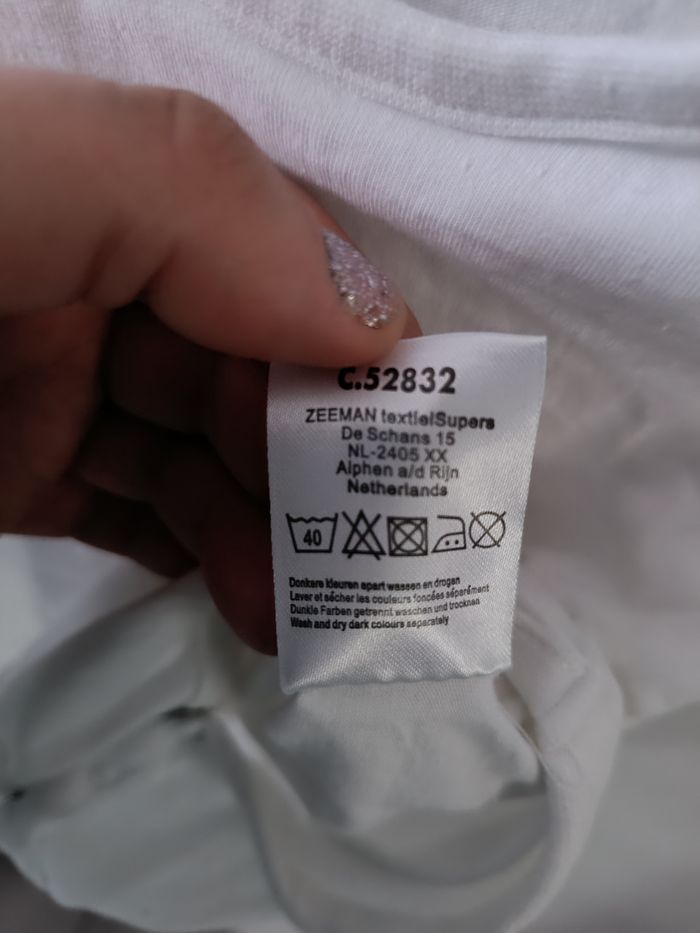 C.52832
ZEEMAN textielSupers
De Schans 15
NL-2405 XX
Alphen a/d Rijn
Netherlands
40
Donkere kleuren apart wassen en drogen
Laver et sécher les couleurs foncées séparément
Dunkle Farben getrennt waschen und trocknen
Wash and dry dark colours separately